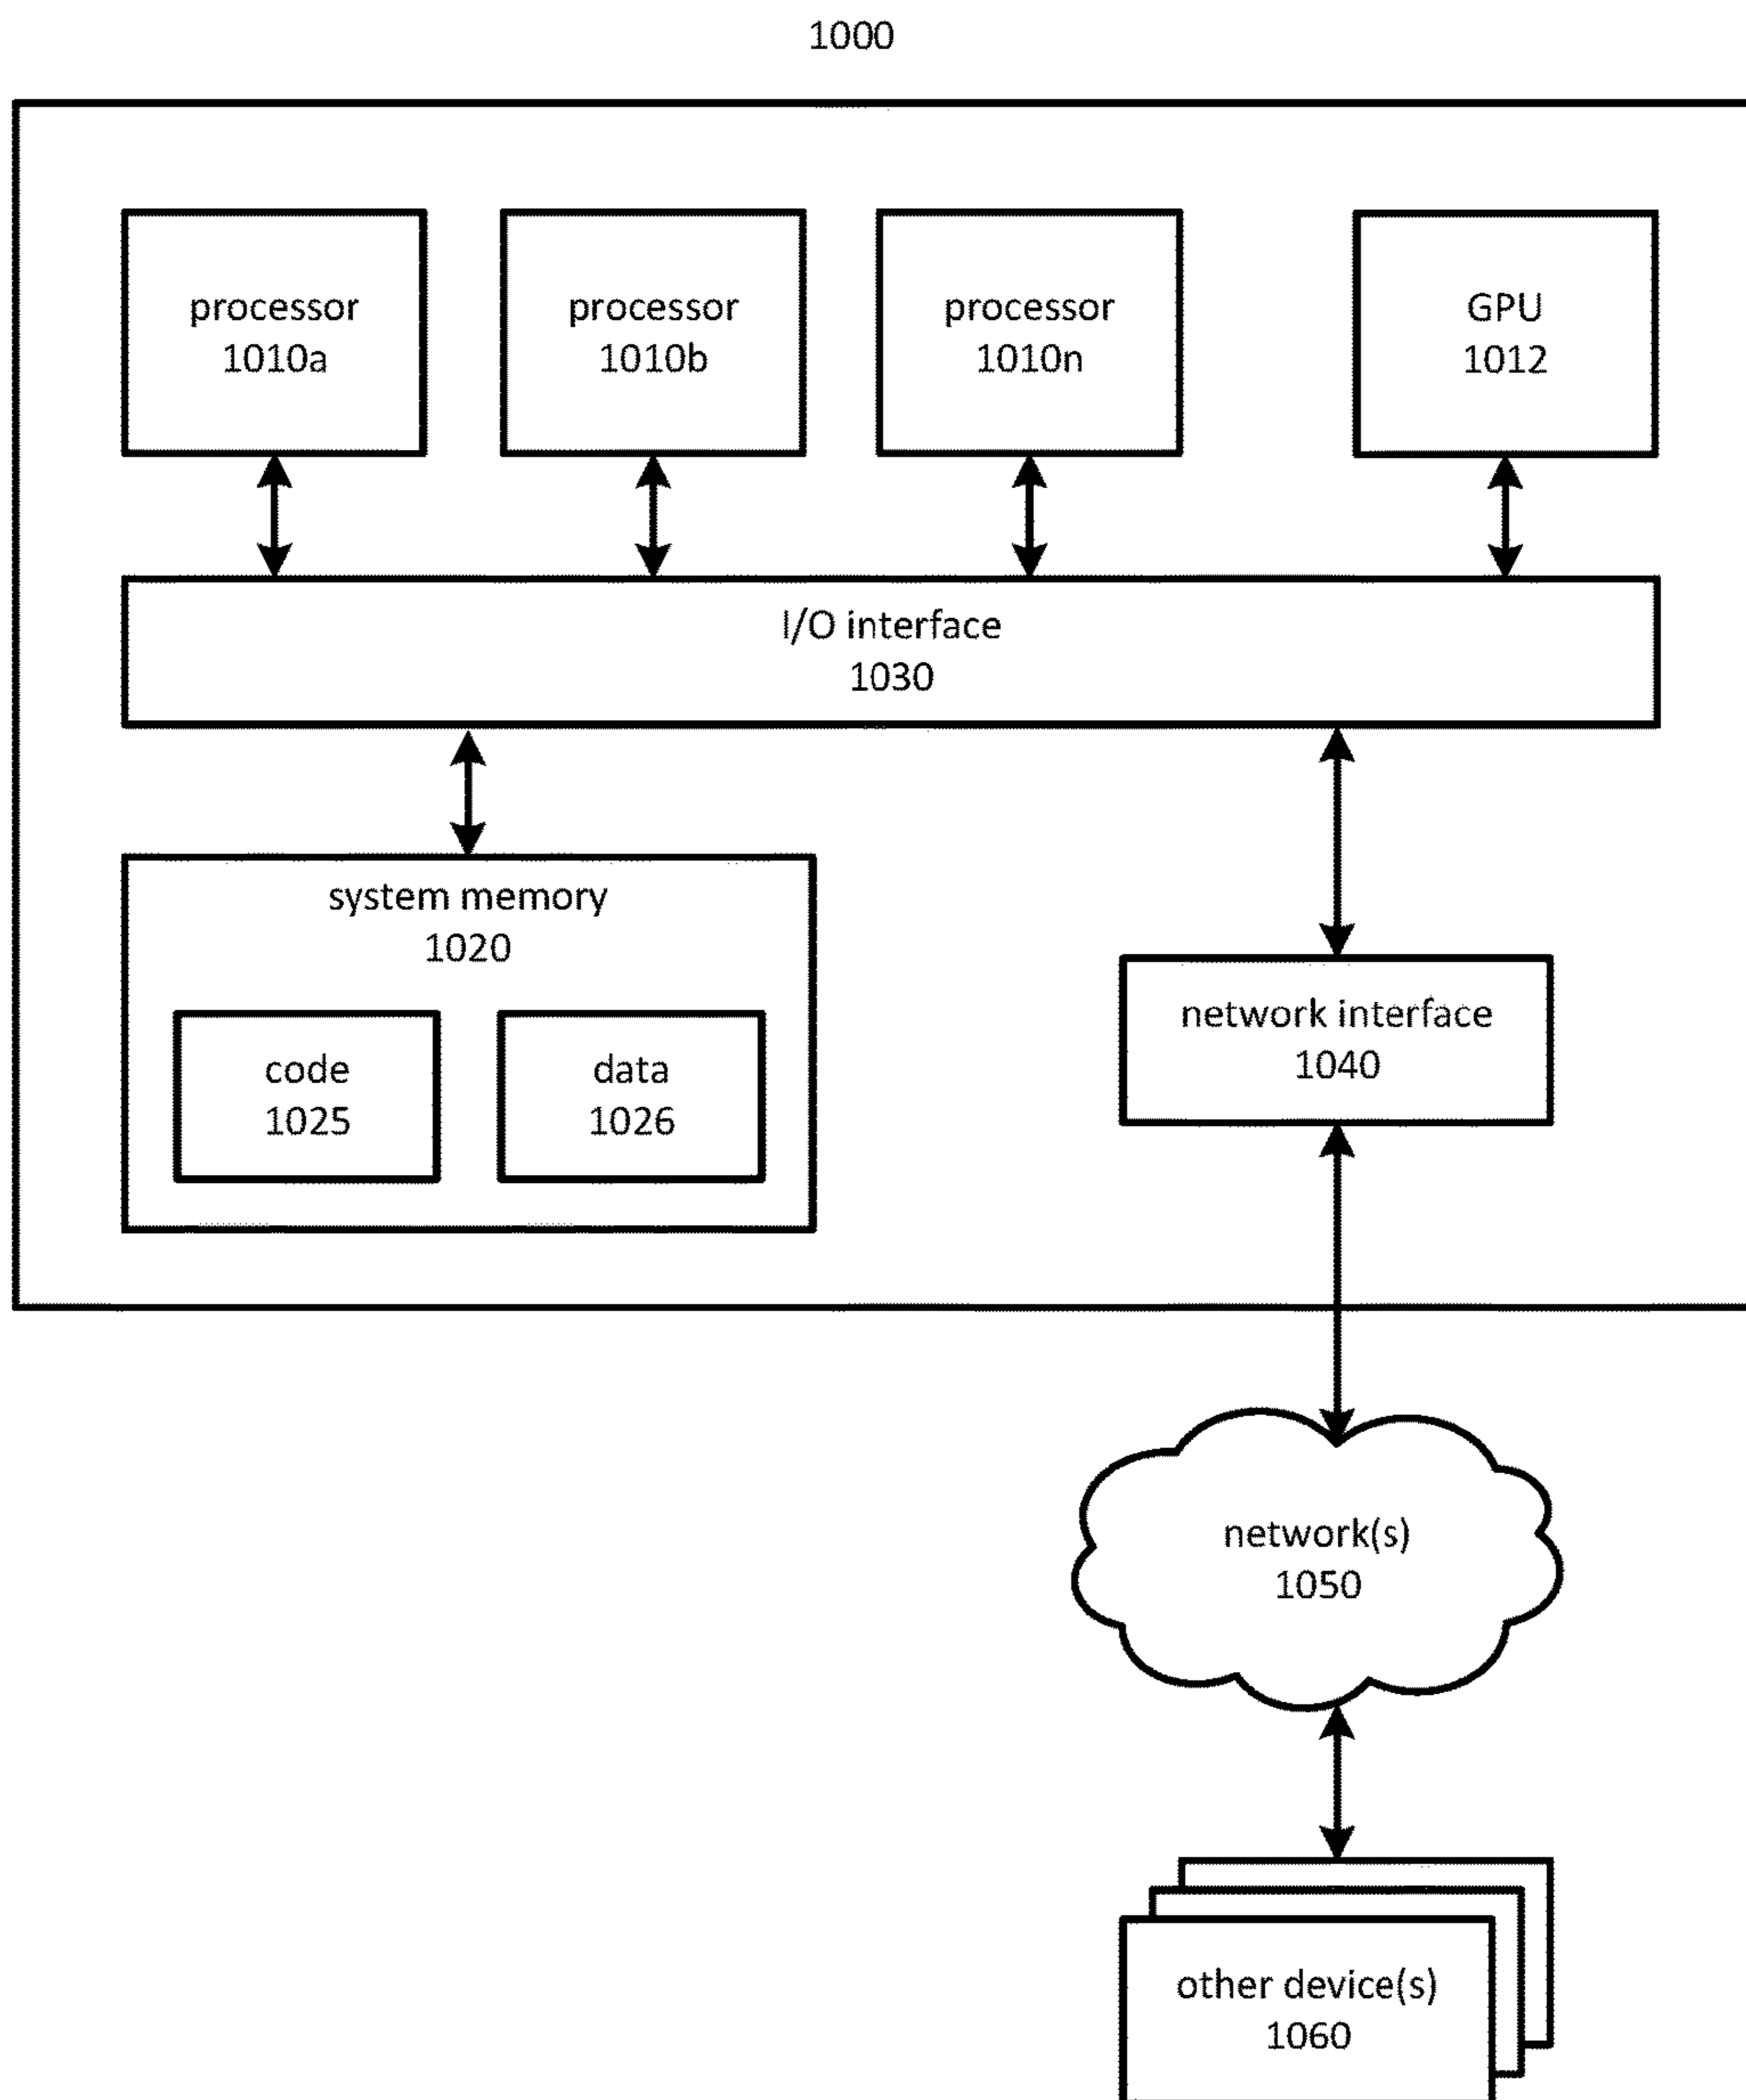 1000
processor
1010a
processor
1010b
processor
1010n
GPU
1012
I/O interface
1030
system memory
1020
code
1025
data
1026
network interface
1040
network(s)
1050
other device(s)
1060